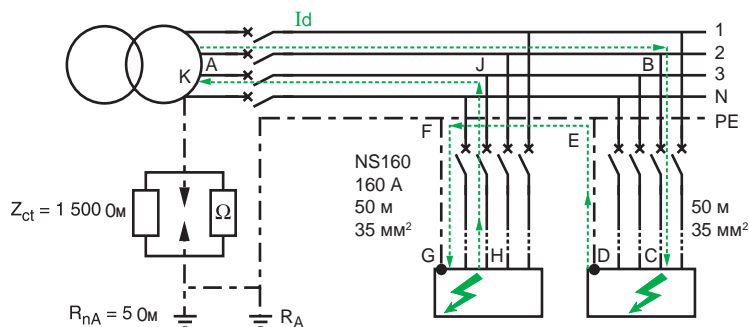 Id
1
A
2
J
B
K
3
N
PE
F
E
NS160
160 А
50 м
35 мм²
50 м
35 мм²
Zct = 1 500 Ом
Ω
G
H
D
C
RnA = 5 Ом
RA